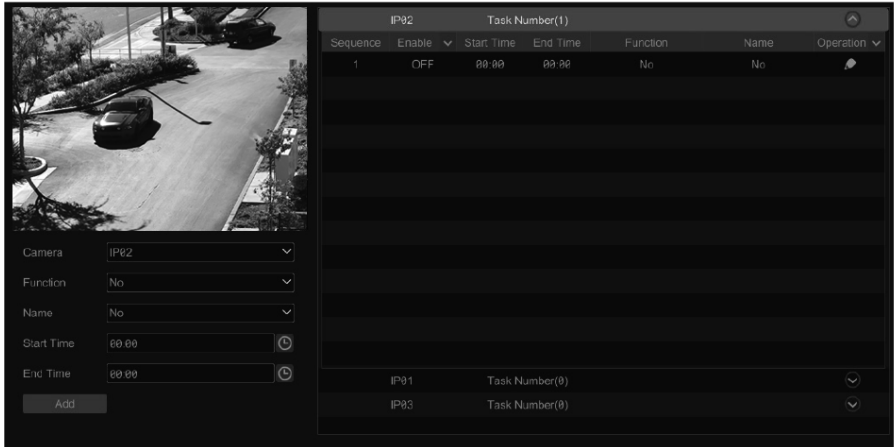 IP02 Task Number(1)
Sequence Enable Start Time End Time Function Name Operation
1 OFF 00:00 00:00 No No
Camera IP02
Function No
Name No
Start Time 00:00
End Time 00:00
Add
IP01 Task Number(0)
IP03 Task Number(0)